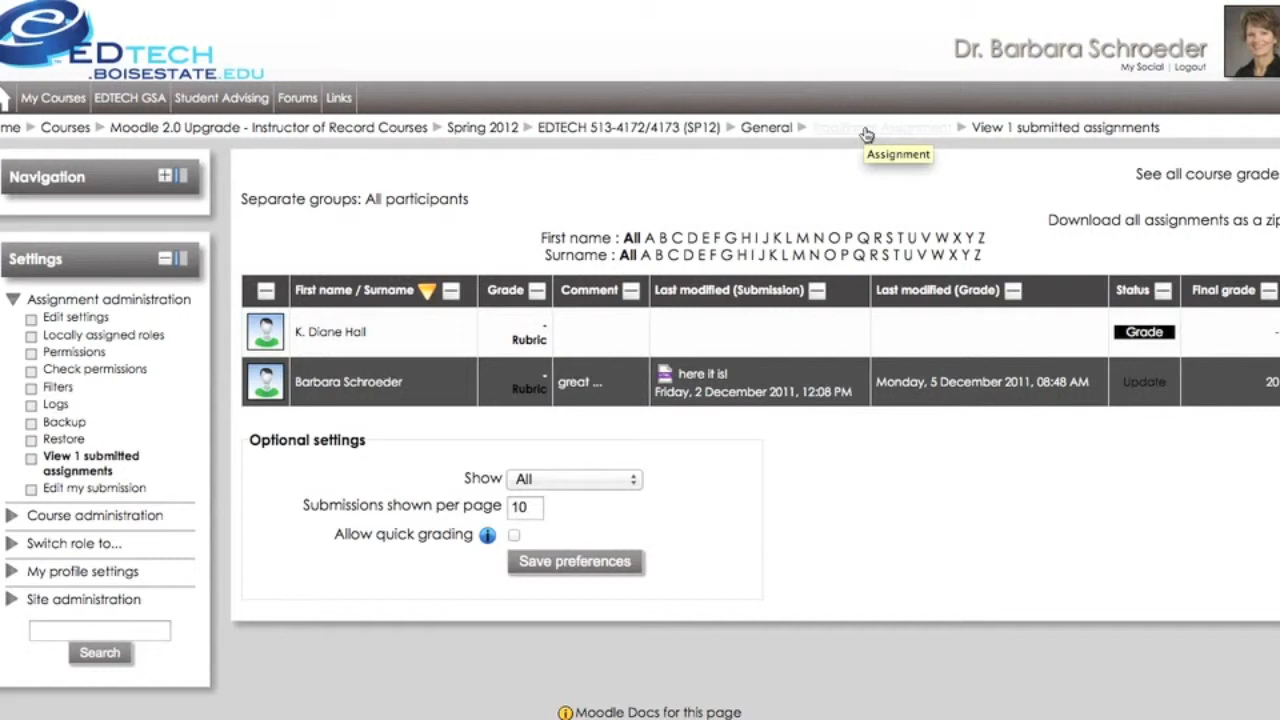 EDTECH
.BOISESTATE.EDU
Dr. Barbara Schroeder
My Social | Logout
My Courses EDTECH GSA Student Advising Forums Links
me Courses Moodle 2.0 Upgrade - Instructor of Record Courses Spring 2012 EDTECH 513-4172/4173 (SP12) General Assignment View 1 submitted assignments
Assignment
Navigation
See all course grade
Separate groups: All participants
Download all assignments as a zip
First name : All A B C D E F G H I J K L M N O P Q R S T U V W X Y Z
Surname : All A B C D E F G H I J K L M N O P Q R S T U V W X Y Z
Settings
First name / Surname Grade Comment Last modified (Submission) Last modified (Grade) Status Final grade
K. Diane Hall - Rubric Grade -
Barbara Schroeder - Rubric great ... here it is! Friday, 2 December 2011, 12:08 PM Monday, 5 December 2011, 08:48 AM Update 20
Assignment administration
Edit settings
Locally assigned roles
Permissions
Check permissions
Filters
Logs
Backup
Restore
View 1 submitted
assignments
Edit my submission
Course administration
Switch role to...
My profile settings
Site administration
Search
Optional settings
Show All
Submissions shown per page 10
Allow quick grading
Save preferences
Moodle Docs for this page